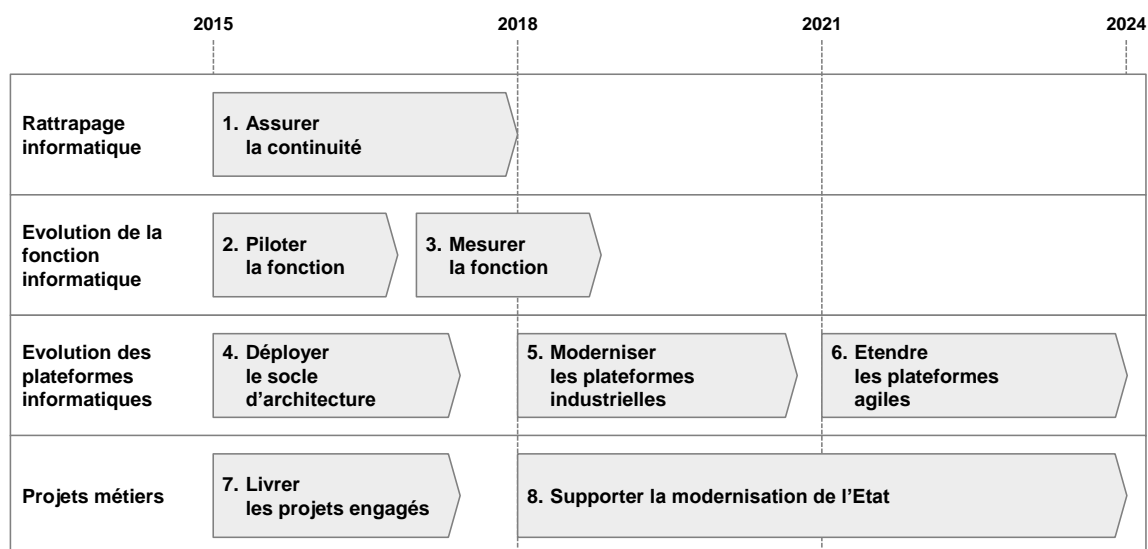 2015 2018 2021 2024
Rattrapage
informatique
1. Assurer
la continuité
Evolution de la
fonction
informatique
2. Piloter
la fonction
3. Mesurer
la fonction
Evolution des
plateformes
informatiques
4. Déployer
le socle
d’architecture
5. Moderniser
les plateformes
industrielles
6. Etendre
les plateformes
agiles
Projets métiers
7. Livrer
les projets engagés
8. Supporter la modernisation de l’Etat